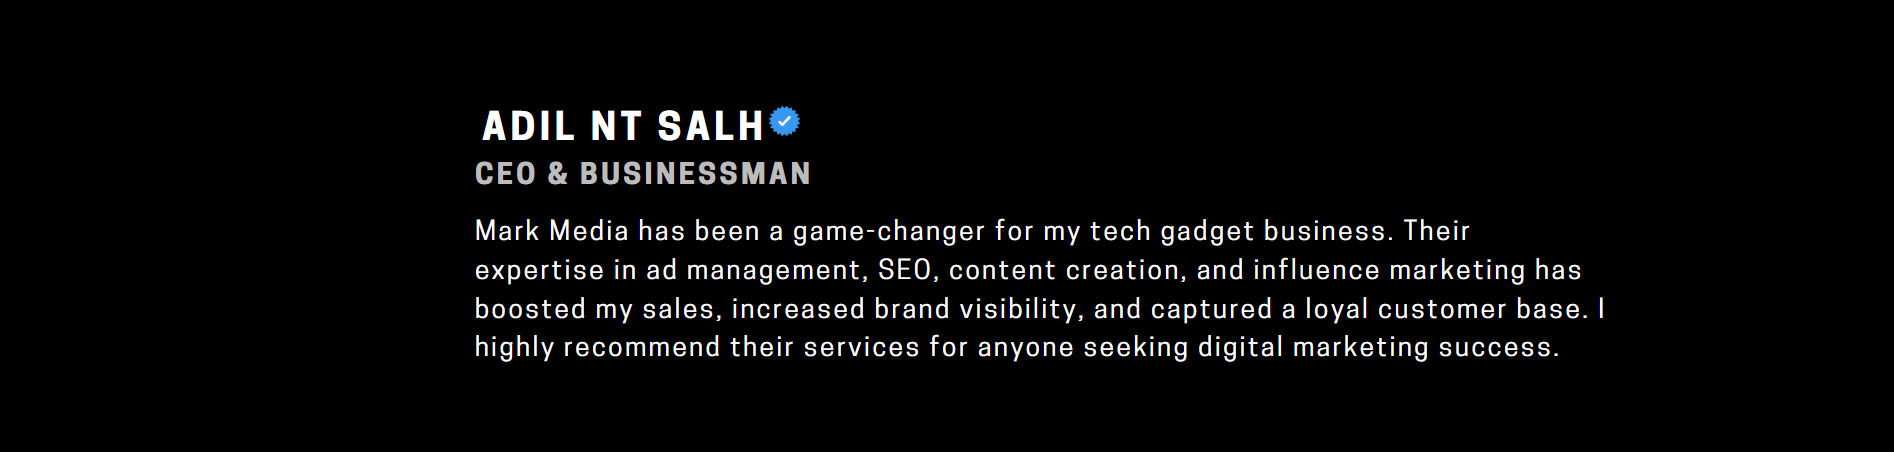 ADIL NT SALH
CEO & BUSINESSMAN
Mark Media has been a game-changer for my tech gadget business. Their
expertise in ad management, SEO, content creation, and influence marketing has
boosted my sales, increased brand visibility, and captured a loyal customer base. I
highly recommend their services for anyone seeking digital marketing success.